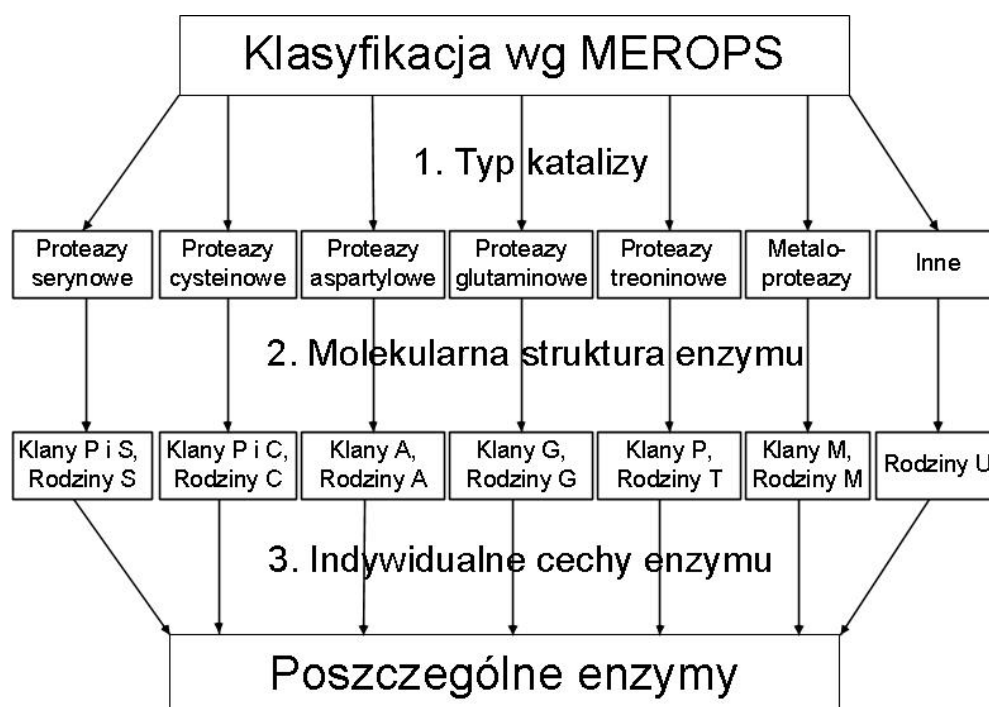 Klasyfikacja wg MEROPS
1. Typ katalizy
Proteazy
serynowe
Proteazy
cysteinowe
Proteazy
aspartylowe
Proteazy
glutaminowe
Proteazy
treoninowe
Metalo-
proteazy
Inne
2. Molekularna struktura enzymu
Klany P i S,
Rodziny S
Klany P i C,
Rodziny C
Klany A,
Rodziny A
Klany G,
Rodziny G
Klany P,
Rodziny T
Klany M,
Rodziny M
Rodziny U
3. Indywidualne cechy enzymu
Poszczególne enzymy